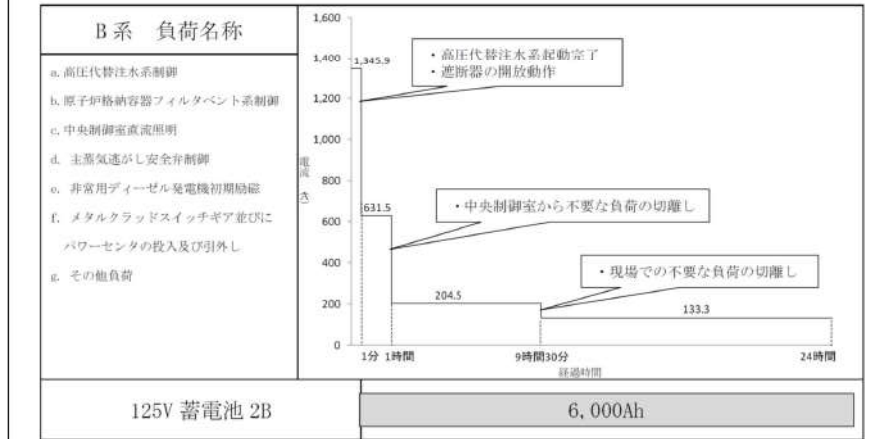 B系 負荷名称
a. 高圧代替注水系制御
b. 原子炉格納容器フィルタベント系制御
c. 中央制御室直流照明
d. 主蒸気逃がし安全弁制御
e. 非常用ディーゼル発電機初期励磁
f. メタルクラッドスイッチギア並びに
パワーセンタの投入及び引外し
g. その他負荷
1,600
1,400
1,200
1,000
800
600
400
200
0
電流(A)
1,345.9
631.5
204.5
133.3
・高圧代替注水系起動完了
・遮断器の開放動作
・中央制御室から不要な負荷の切離し
・現場での不要な負荷の切離し
1分 1時間 9時間30分 24時間
経過時間
125V 蓄電池 2B
6,000Ah